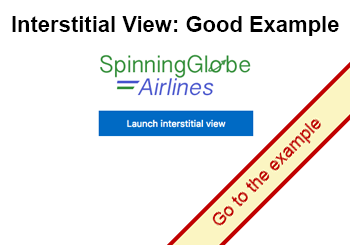 Interstitial View: Good Example
SpinningGlobe
Airlines
Launch interstitial view
Go to the example